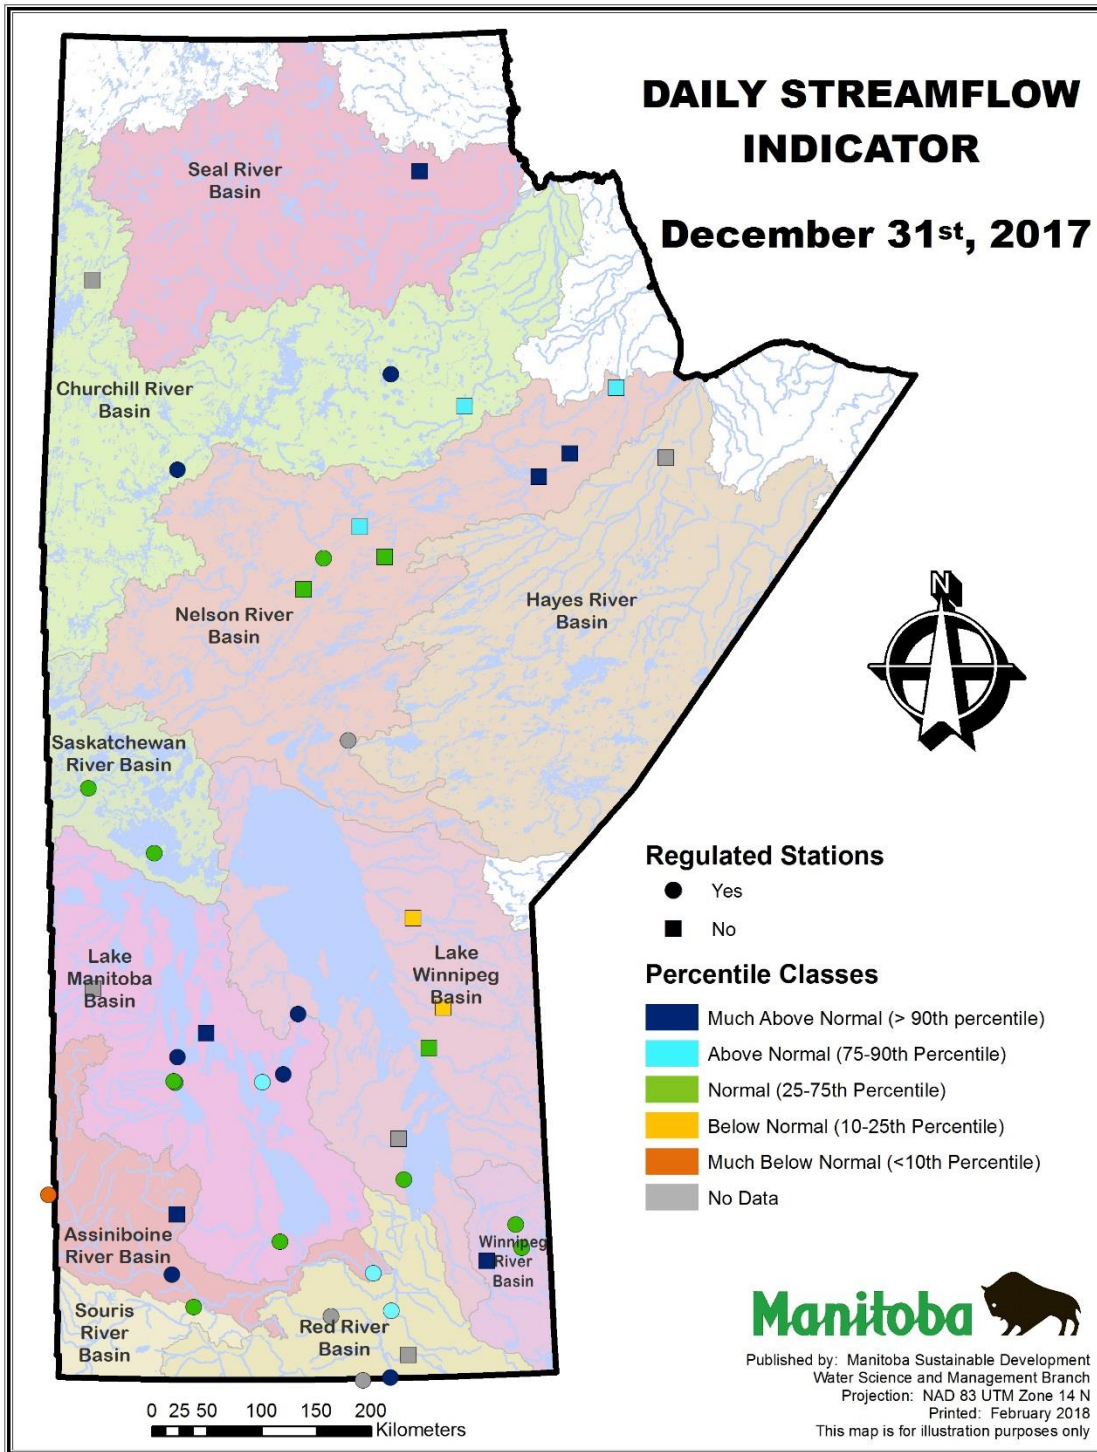 DAILY STREAMFLOW
INDICATOR
December 31st, 2017
Seal River
Basin
Churchill River
Basin
Nelson River
Basin
Hayes River
Basin
N
Saskatchewan
River Basin
Lake
Manitoba
Basin
Lake
Winnipeg
Basin
Assiniboine
River Basin
Winnipeg
River
Basin
Souris
River
Basin
Red River
Basin
Regulated Stations
Yes
No
Percentile Classes
Much Above Normal (> 90th percentile)
Above Normal (75-90th Percentile)
Normal (25-75th Percentile)
Below Normal (10-25th Percentile)
Much Below Normal (<10th Percentile)
No Data
0 25 50 100 150 200
Kilometers
Manitoba
Published by: Manitoba Sustainable Development
Water Science and Management Branch
Projection: NAD 83 UTM Zone 14 N
Printed: February 2018
This map is for illustration purposes only